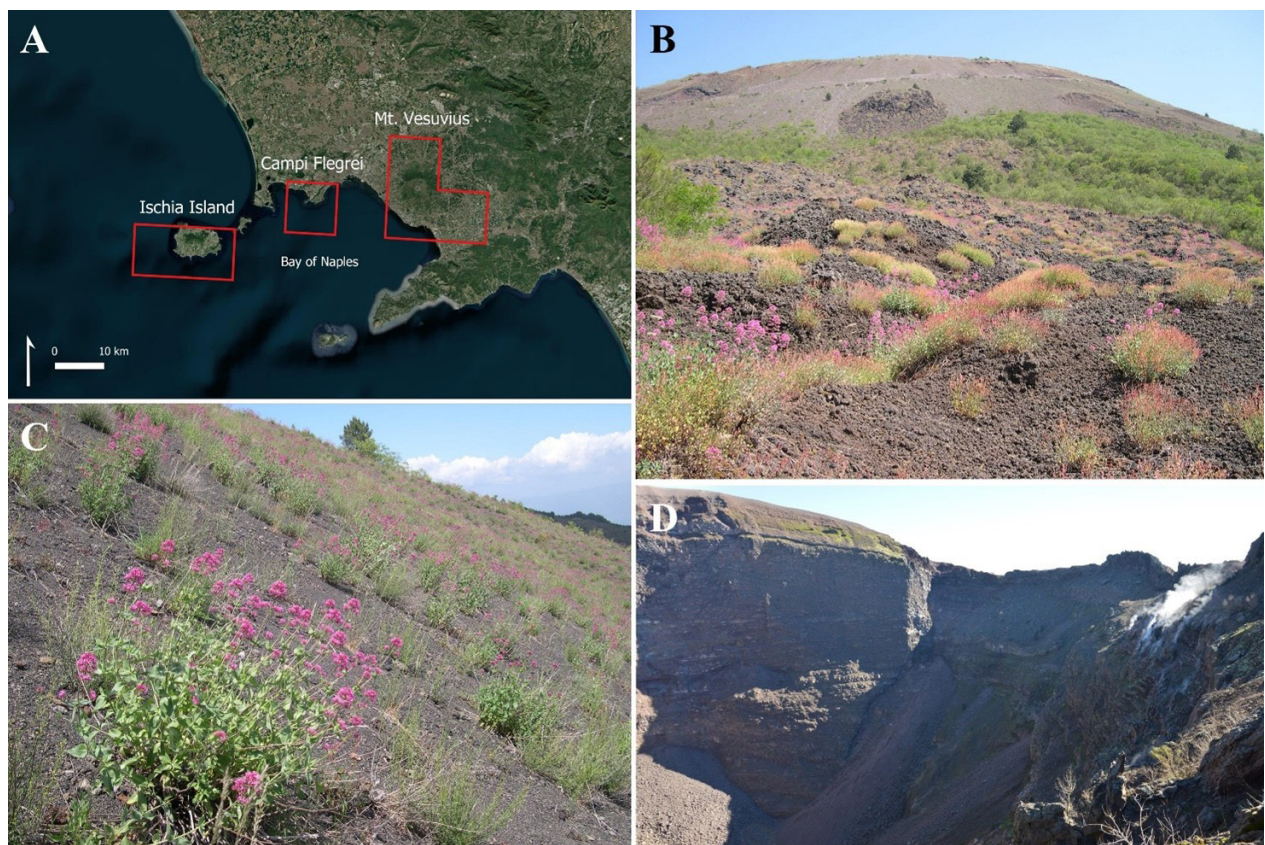 A
Mt. Vesuvius
Campi Flegrei
Ischia Island
Bay of Naples
0 10 km
B
C
D